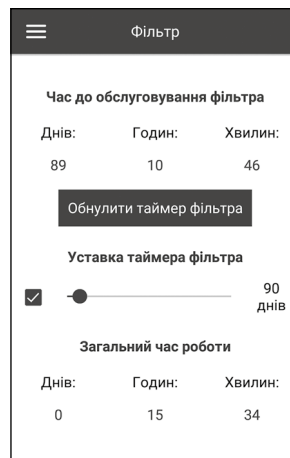 Фільтр
Час до обслуговування фільтра
Днів: Годин: Хвилин:
89 10 46
Обнулити таймер фільтра
Уставка таймера фільтра
90
днів
Загальний час роботи
Днів: Годин: Хвилин:
0 15 34